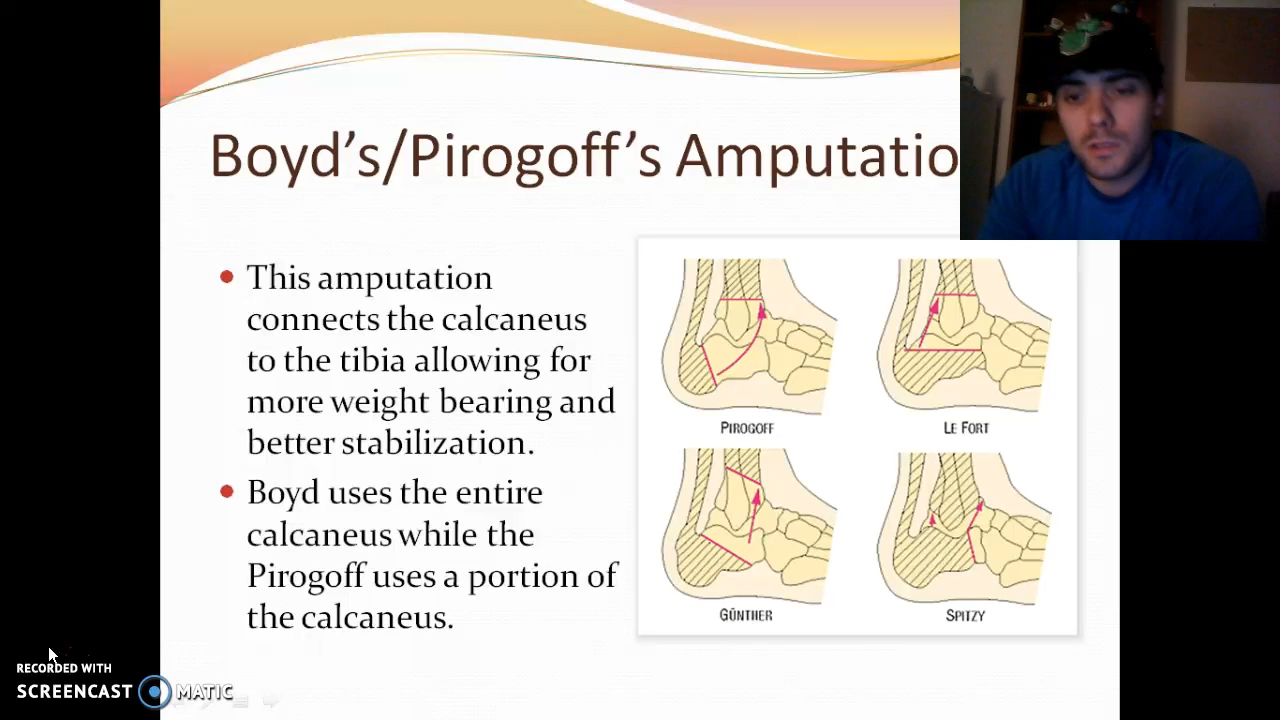 Boyd's/Pirogoff's Amputatio
• This amputation
connects the calcaneus
to the tibia allowing for
more weight bearing and
better stabilization.
• Boyd uses the entire
calcaneus while the
Pirogoff uses a portion of
the calcaneus.
PIROGOFF
LE FORT
GÜNTHER
SPITZY
RECORDED WITH
SCREENCAST MATIC